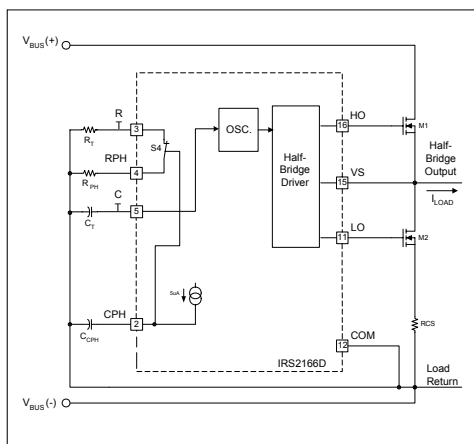 VBUS(+)
R
T
3
RT
S4
RPH
4
RPH
C
T
5
CT
OSC.
Half-
Bridge
Driver
16
HO
M1
VS
15
Half-
Bridge
Output
ILOAD
11
LO
M2
5uA
CPH
2
CCPH
RCS
COM
12
IRS2166D
Load
Return
VBUS(-)